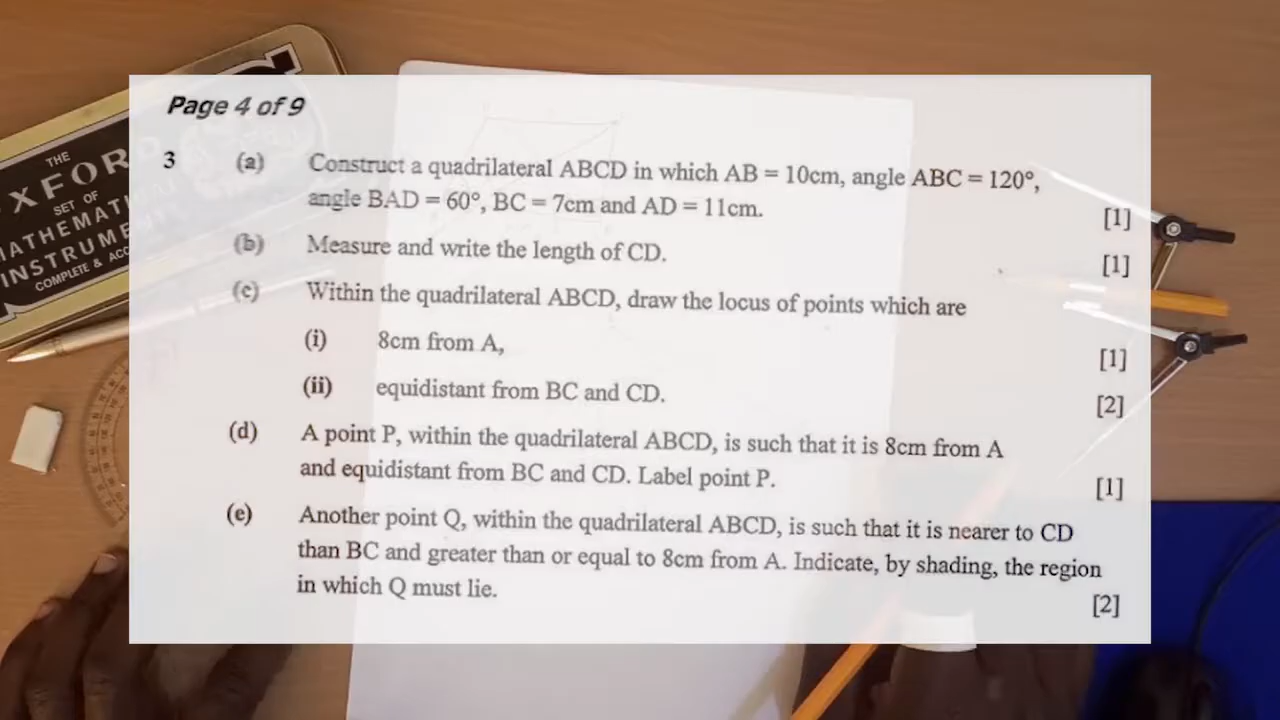 THE
XFOR
SET OF
MATHEMATI
INSTRUME
COMPLETE & ACC
Page 4 of 9
3 (a) Construct a quadrilateral ABCD in which AB = 10cm, angle ABC = 120°,
angle BAD = 60°, BC = 7cm and AD = 11cm. [1]
(b) Measure and write the length of CD. [1]
(c) Within the quadrilateral ABCD, draw the locus of points which are
(i) 8cm from A, [1]
(ii) equidistant from BC and CD. [2]
(d) A point P, within the quadrilateral ABCD, is such that it is 8cm from A
and equidistant from BC and CD. Label point P. [1]
(e) Another point Q, within the quadrilateral ABCD, is such that it is nearer to CD
than BC and greater than or equal to 8cm from A. Indicate, by shading, the region
in which Q must lie. [2]